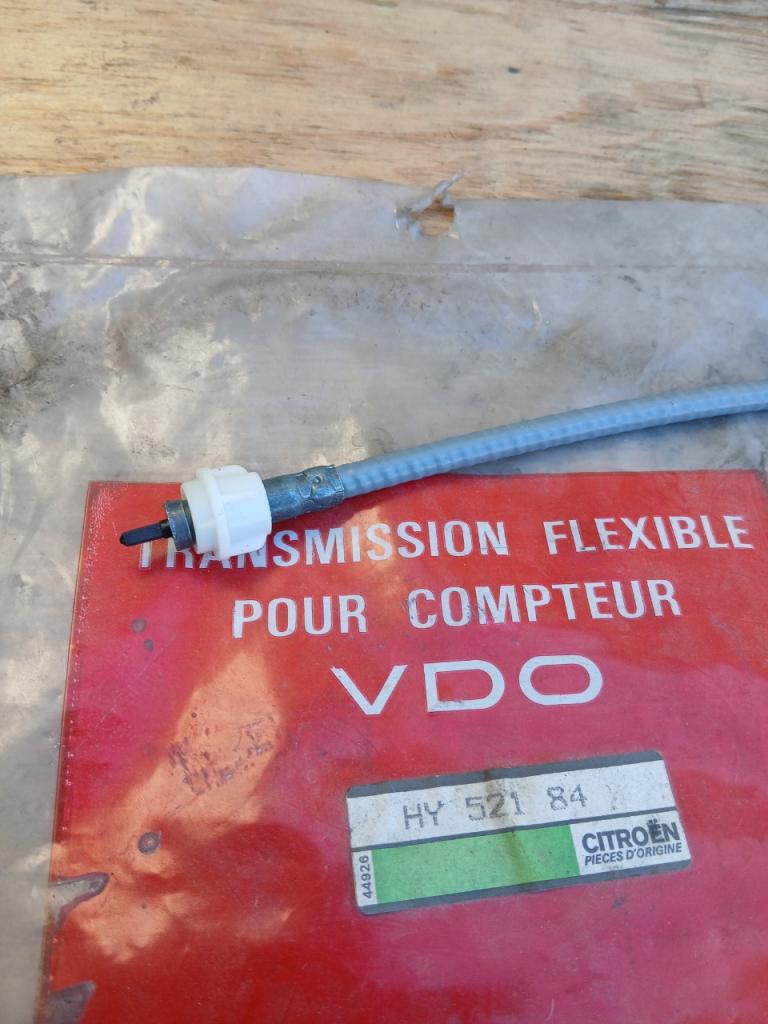 TRANSMISSION FLEXIBLE
POUR COMPTEUR
VDO
HY 521 84
44926
CITROËN
PIECES D'ORIGINE